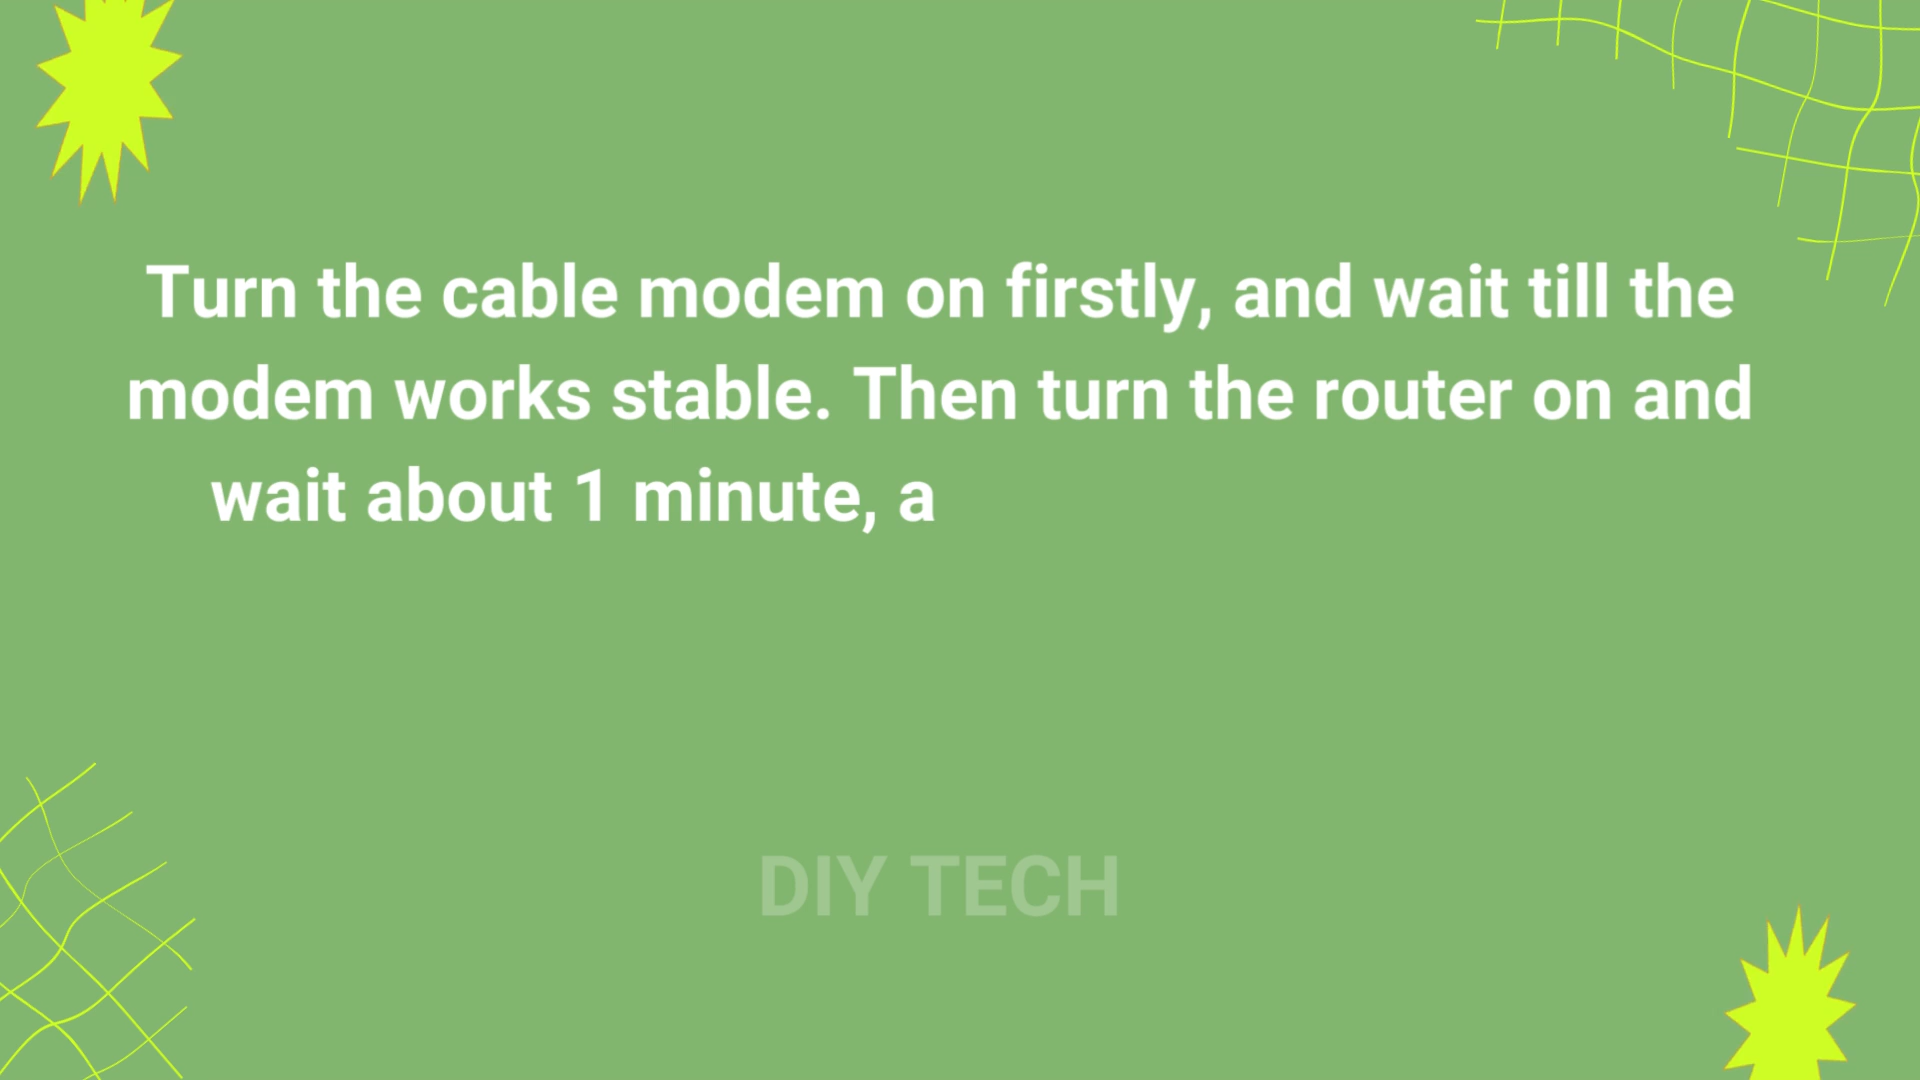 Turn the cable modem on firstly, and wait till the
modem works stable. Then turn the router on and
wait about 1 minute, a
DIY TECH